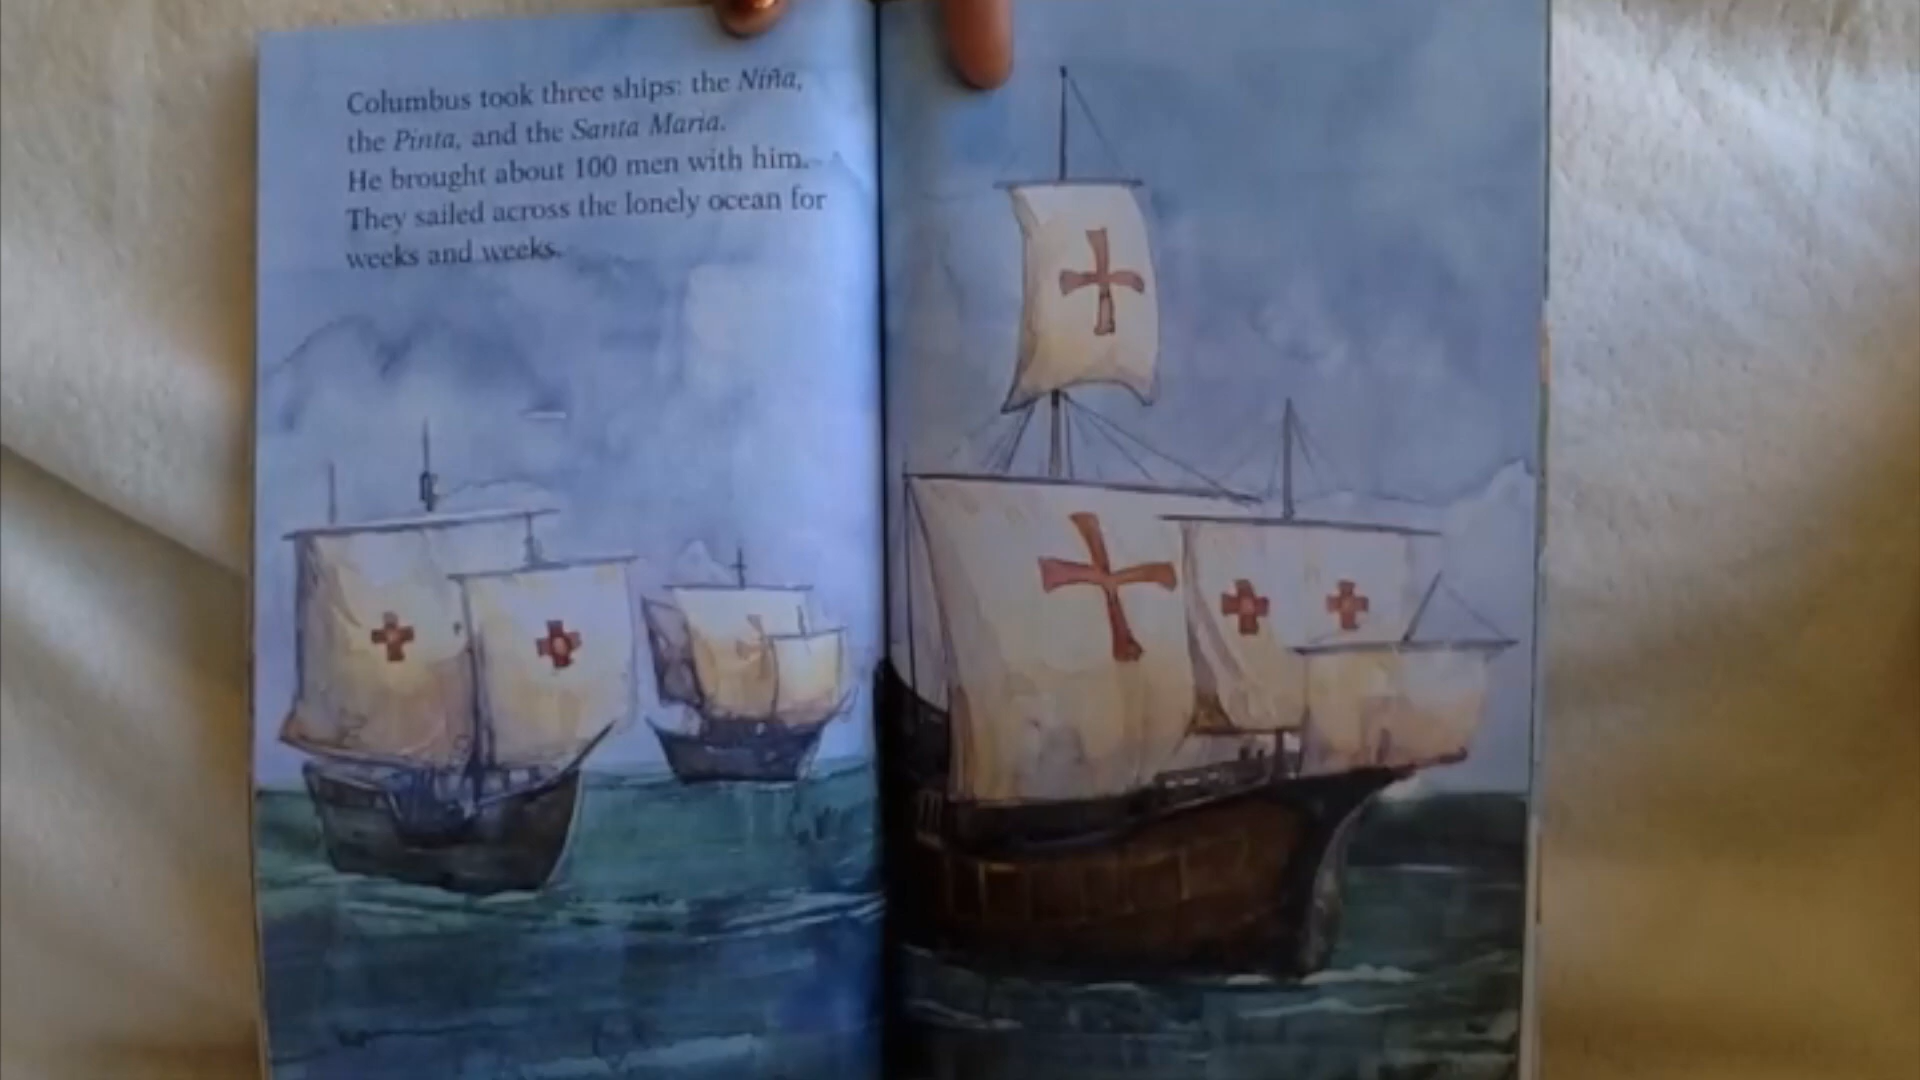 Columbus took three ships: the Niña,
the Pinta, and the Santa Maria.
He brought about 100 men with him.
They sailed across the lonely ocean for
weeks and weeks.